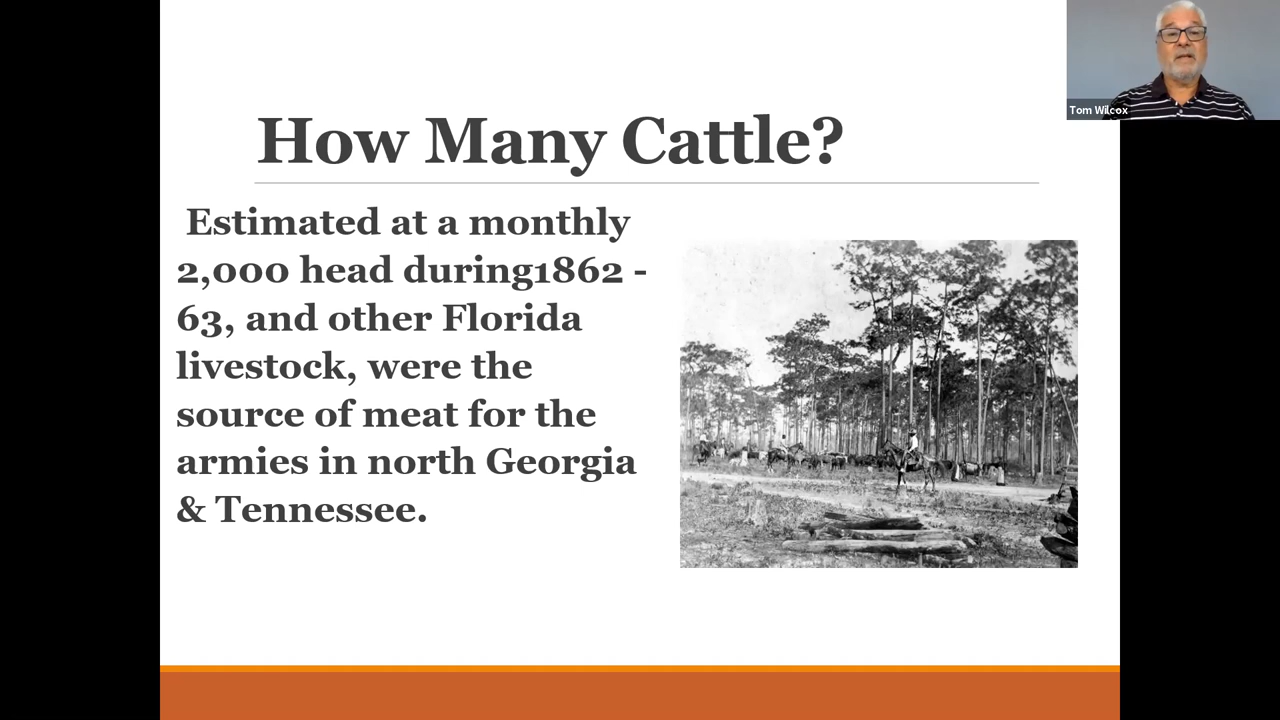 Tom Wilcox
How Many Cattle?
Estimated at a monthly
2,000 head during1862 -
63, and other Florida
livestock, were the
source of meat for the
armies in north Georgia
& Tennessee.